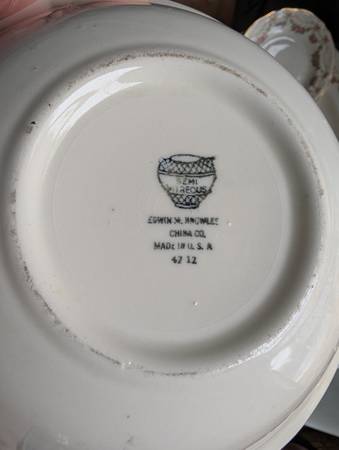 SEMI
VITREOUS
EDWIN M. KNOWLES
CHINA CO.
MADE IN U. S. A
47 12